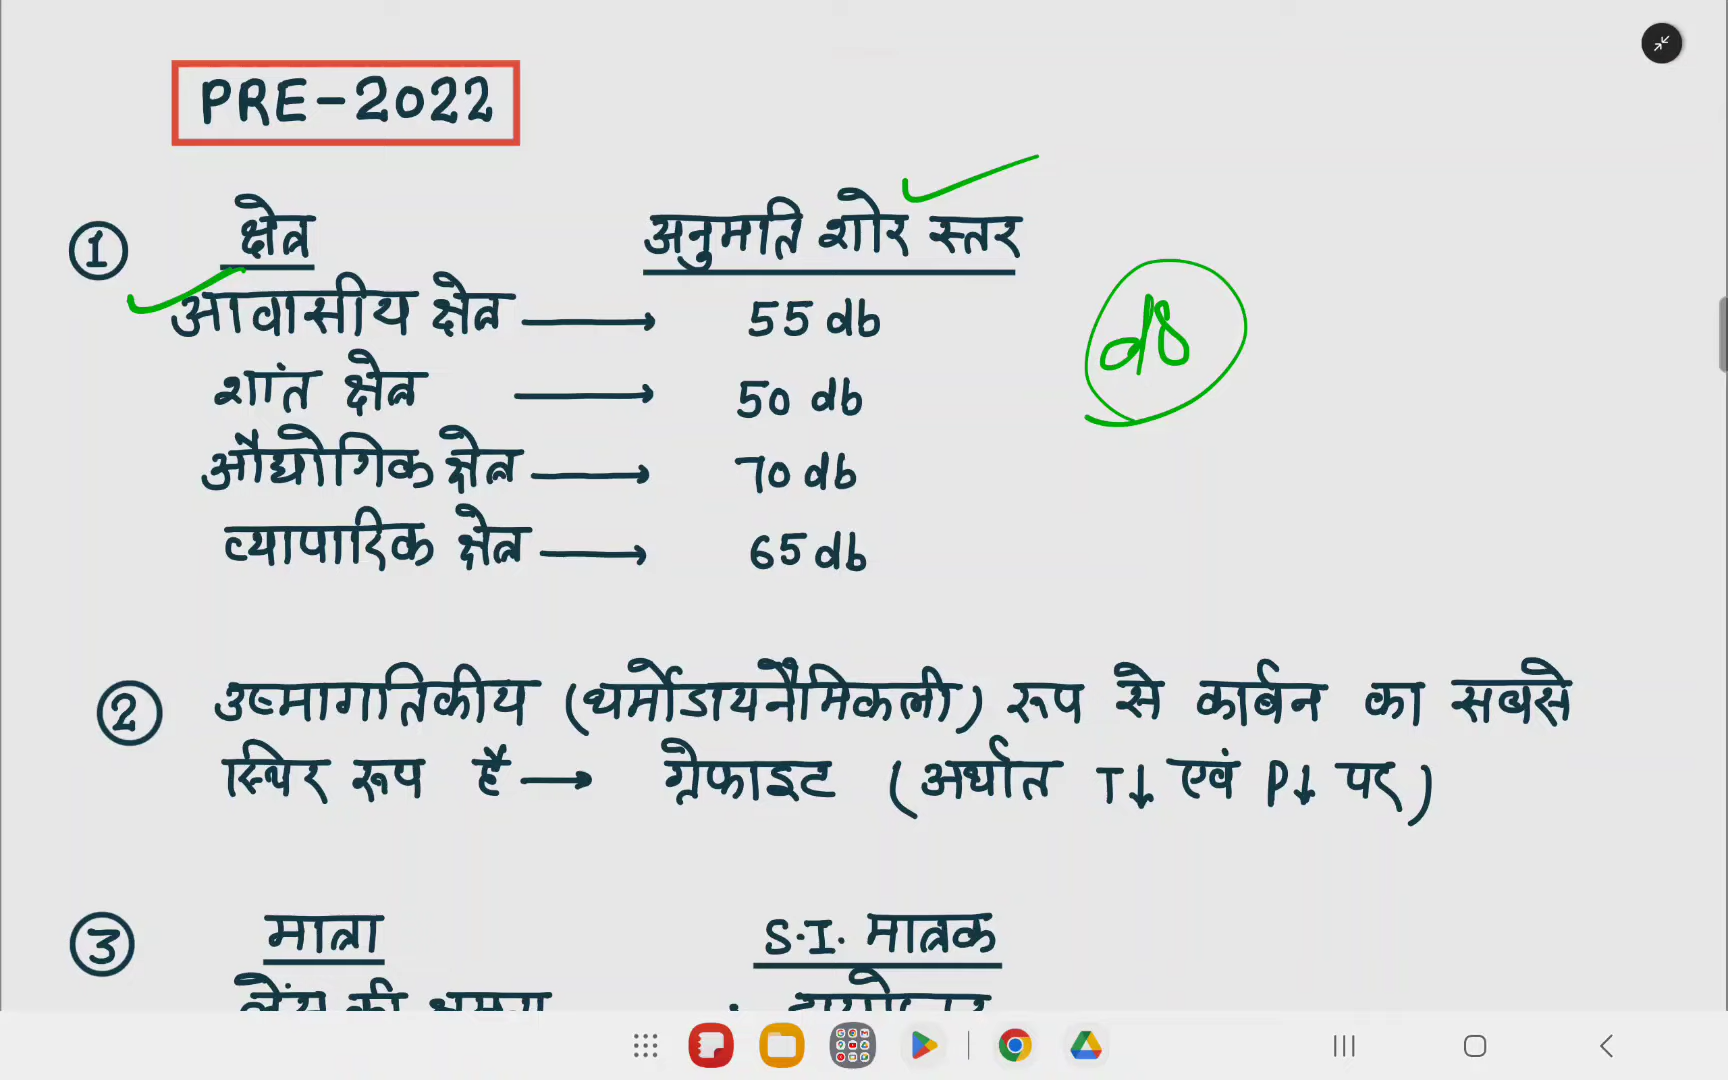 PRE-2022
① क्षेत्र अनुमति शोर स्तर
आवासीय क्षेत्र → 55 db
dB
शांत क्षेत्र → 50 db
औद्योगिक क्षेत्र → 70 db
व्यापारिक क्षेत्र → 65 db
② उष्मागतिकीय (थर्मोडायनैमिकली) रूप से कार्बन का सबसे
स्थिर रूप है → ग्रेफाइट (अर्थात T↓ एवं P↓ पर)
③ मात्रा S.I. मात्रक